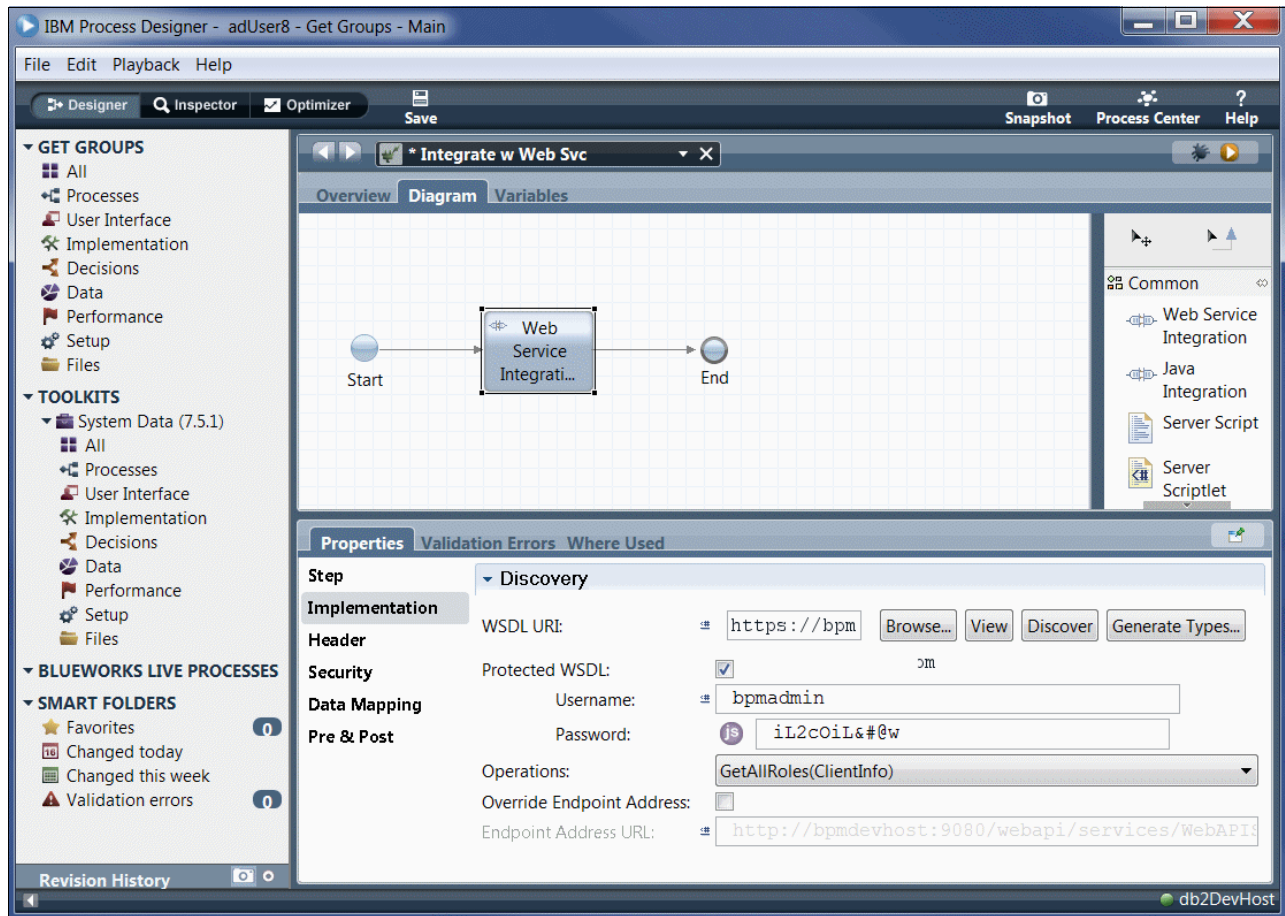 IBM Process Designer - adUser8 - Get Groups - Main
X
File Edit Playback Help
Designer Inspector Optimizer Save Snapshot Process Center Help
GET GROUPS
All
Processes
User Interface
Implementation
Decisions
Data
Performance
Setup
Files
TOOLKITS
System Data (7.5.1)
All
Processes
User Interface
Implementation
Decisions
Data
Performance
Setup
Files
BLUEWORKS LIVE PROCESSES
SMART FOLDERS
Favorites 0
Changed today
Changed this week
Validation errors 0
Revision History
* Integrate w Web Svc
Overview Diagram Variables
Start
Web
Service
Integrati...
End
Common
Web Service
Integration
Java
Integration
Server Script
Server
Scriptlet
Properties Validation Errors Where Used
Step
Implementation
Header
Security
Data Mapping
Pre & Post
Discovery
WSDL URI: https://bpm Browse... View Discover Generate Types...
Protected WSDL: om
Username: bpmadmin
Password: js iL2cOiL&#@w
Operations: GetAllRoles(ClientInfo)
Override Endpoint Address:
Endpoint Address URL: http://bpmdevhost:9080/webapi/services/WebAPIS
db2DevHost